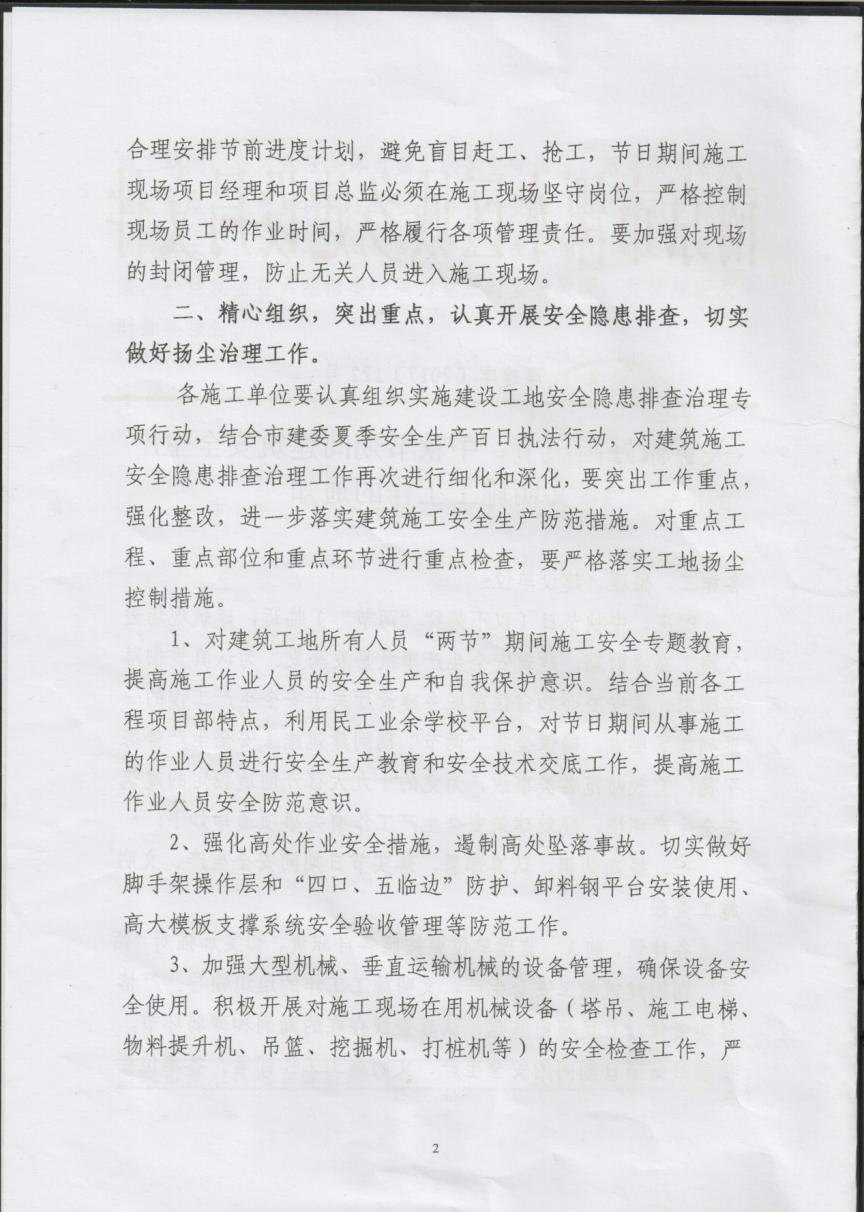 合理安排节前进度计划，避免盲目赶工、抢工，节日期间施工
现场项目经理和项目总监必须在施工现场坚守岗位，严格控制
现场员工的作业时间，严格履行各项管理责任。要加强对现场
的封闭管理，防止无关人员进入施工现场。
二、精心组织，突出重点，认真开展安全隐患排查，切实
做好扬尘治理工作。
各施工单位要认真组织实施建设工地安全隐患排查治理专
项行动，结合市建委夏季安全生产百日执法行动，对建筑施工
安全隐患排查治理工作再次进行细化和深化，要突出工作重点，
强化整改，进一步落实建筑施工安全生产防范措施。对重点工
程、重点部位和重点环节进行重点检查，要严格落实工地扬尘
控制措施。
1、对建筑工地所有人员“两节”期间施工安全专题教育，
提高施工作业人员的安全生产和自我保护意识。结合当前各工
程项目部特点，利用民工业余学校平台，对节日期间从事施工
的作业人员进行安全生产教育和安全技术交底工作，提高施工
作业人员安全防范意识。
2、强化高处作业安全措施，遏制高处坠落事故。切实做好
脚手架操作层和“四口、五临边”防护、卸料钢平台安装使用、
高大模板支撑系统安全验收管理等防范工作。
3、加强大型机械、垂直运输机械的设备管理，确保设备安
全使用。积极开展对施工现场在用机械设备（塔吊、施工电梯、
物料提升机、吊篮、挖掘机、打桩机等）的安全检查工作，严
2